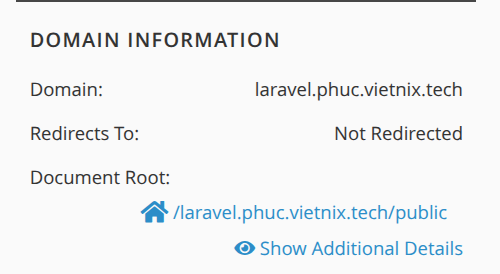 DOMAIN INFORMATION
Domain: laravel.phuc.vietnix.tech
Redirects To: Not Redirected
Document Root:
/laravel.phuc.vietnix.tech/public
Show Additional Details